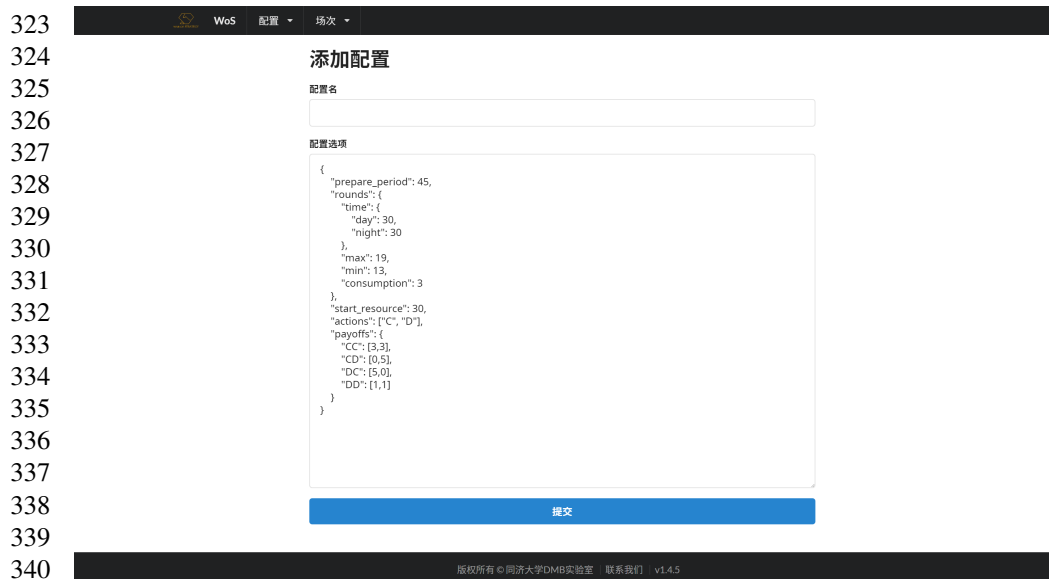 323
WoS 配置 场次
324
添加配置
325
配置名
326
327
配置选项
328
{
"prepare_period": 45,
329
"rounds": {
"time": {
"day": 30,
330
"night": 30
},
331
"max": 19,
"min": 13,
"consumption": 3
332
},
"start_resource": 30,
333
"actions": ["C", "D"],
"payoffs": {
"CC": [3,3],
334
"CD": [0,5],
"DC": [5,0],
"DD": [1,1]
335
}
}
336
337
338
提交
339
340
版权所有 © 同济大学DMB实验室 | 联系我们 | v1.4.5